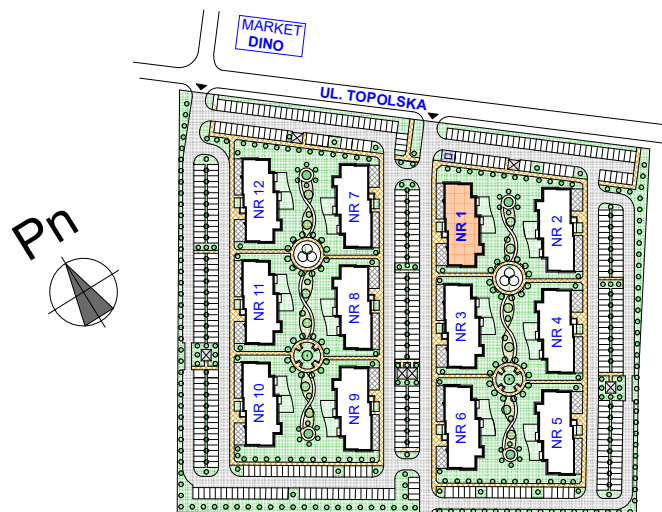 MARKET
DINO
UL. TOPOLSKA
Pn
NR 12
NR 7
NR 1
NR 2
NR 11
NR 8
NR 3
NR 4
NR 10
NR 9
NR 6
NR 5